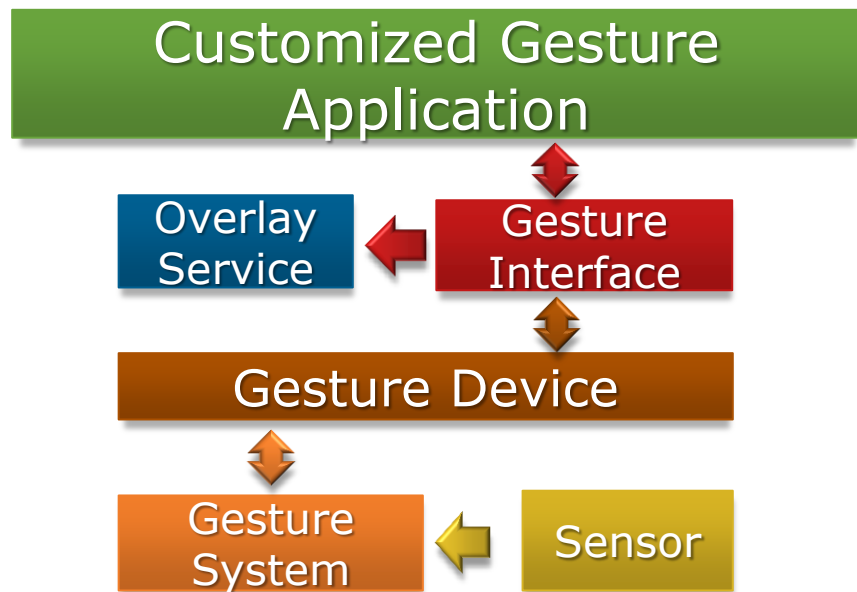 Customized Gesture
Application
Overlay
Service
Gesture
Interface
Gesture Device
Gesture
System
Sensor